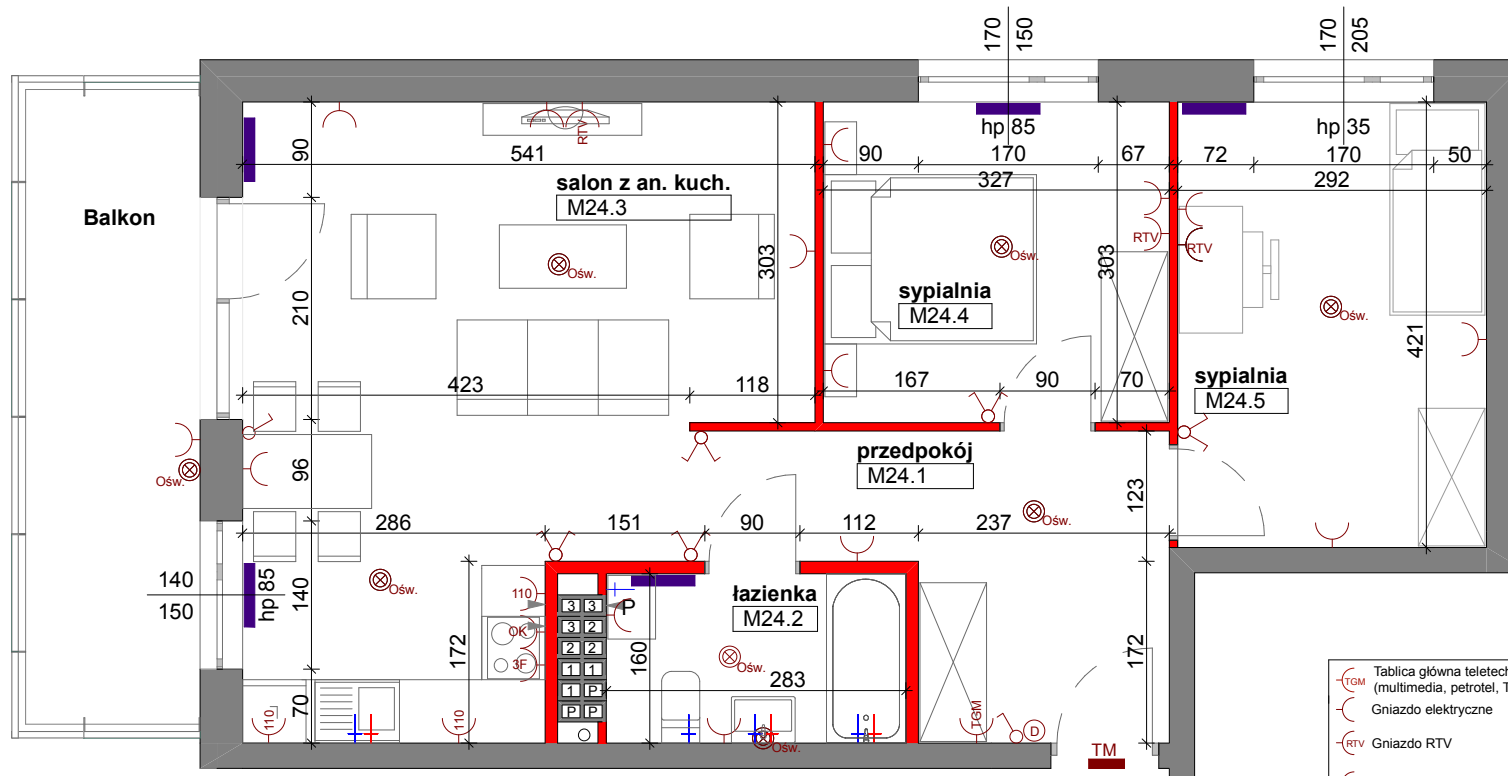 170
150
170
205
90
541
salon z an. kuch.
M24.3
RTV
hp 85
90
170
67
327
hp 35
72
170
50
292
Balkon
Ośw.
303
RTV
303
RTV
Ośw.
sypialnia
M24.4
Ośw.
210
421
423
118
167
90
70
sypialnia
M24.5
przedpokój
M24.1
Ośw.
96
123
286
151
90
112
237
Ośw.
140
150
hp 85
140
Ośw.
172
110
OK
3F
3 3
3 2
2 2
1 1
1 P
P P
P
160
łazienka
M24.2
Ośw.
283
172
70
110
110
Ośw.
TGM
D
TM
TGM
Tablica główna teletech
(multimedia, petrotel, T
Gniazdo elektryczne
RTV
Gniazdo RTV